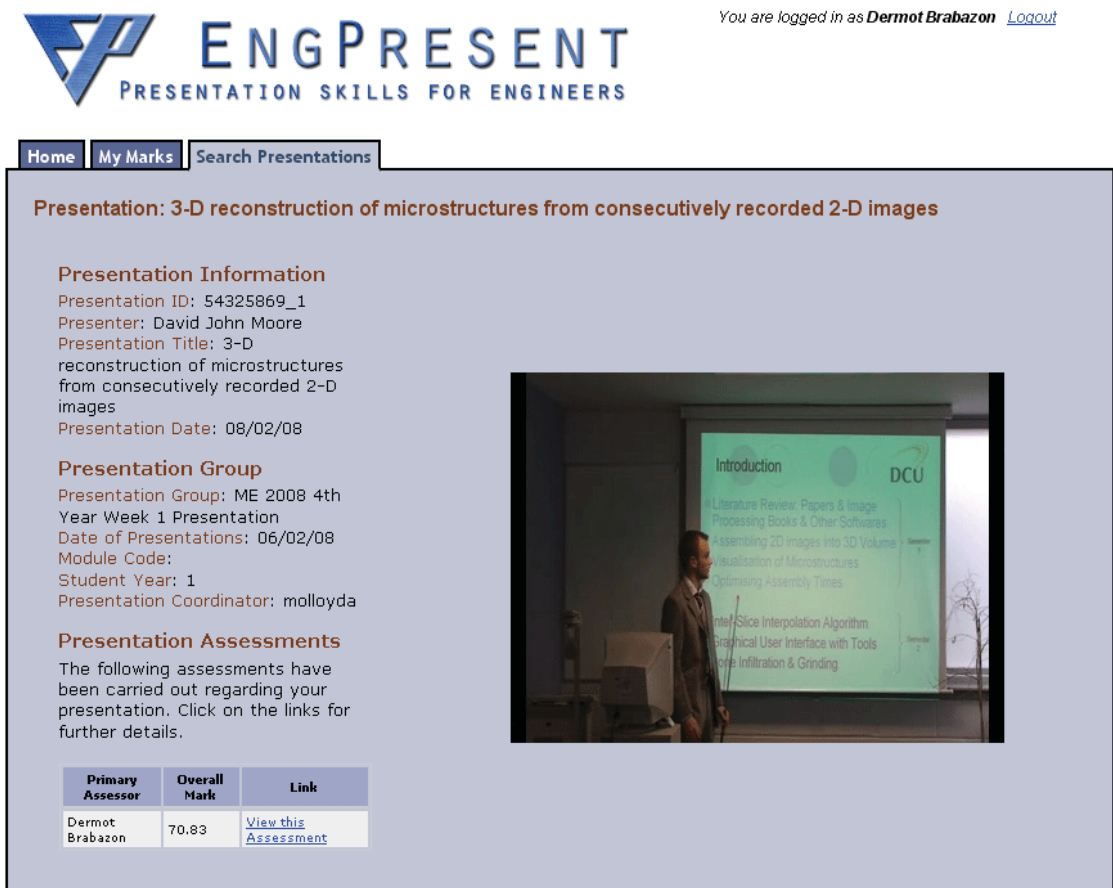 You are logged in as Dermot Brabazon Logout
ENGPRESENT
PRESENTATION SKILLS FOR ENGINEERS
Home My Marks Search Presentations
Presentation: 3-D reconstruction of microstructures from consecutively recorded 2-D images
Presentation Information
Presentation ID: 54325869_1
Presenter: David John Moore
Presentation Title: 3-D
reconstruction of microstructures
from consecutively recorded 2-D
images
Presentation Date: 08/02/08
Presentation Group
Presentation Group: ME 2008 4th
Year Week 1 Presentation
Date of Presentations: 06/02/08
Module Code:
Student Year: 1
Presentation Coordinator: molloyda
Presentation Assessments
The following assessments have
been carried out regarding your
presentation. Click on the links for
further details.
Primary Assessor Overall Mark Link
Dermot Brabazon 70.83 View this Assessment
Introduction
DCU
Literature Review: Papers & Image
Processing Books & Other Softwares
Assembling 2D images into 3D Volume
Visualisation of Microstructures
Optimising Assembly Times
Semester
1
nter-Slice Interpolation Algorithm
Graphical User Interface with Tools
one Infiltration & Grinding
Semester
2